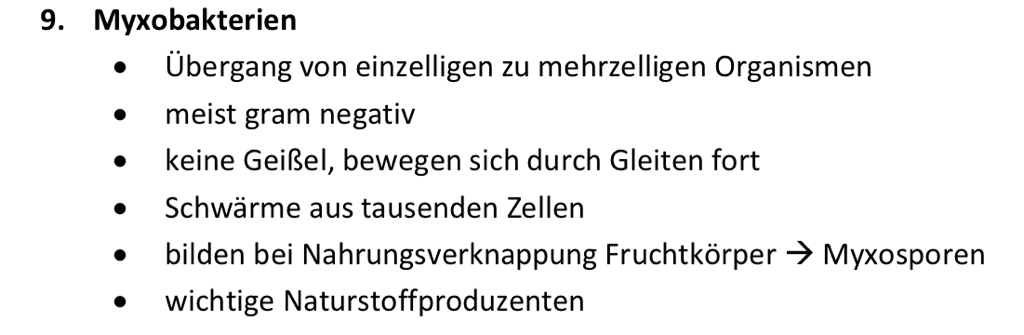 9. Myxobakterien
• Übergang von einzelligen zu mehrzelligen Organismen
• meist gram negativ
• keine Geißel, bewegen sich durch Gleiten fort
• Schwärme aus tausenden Zellen
• bilden bei Nahrungsverknappung Fruchtkörper → Myxosporen
• wichtige Naturstoffproduzenten